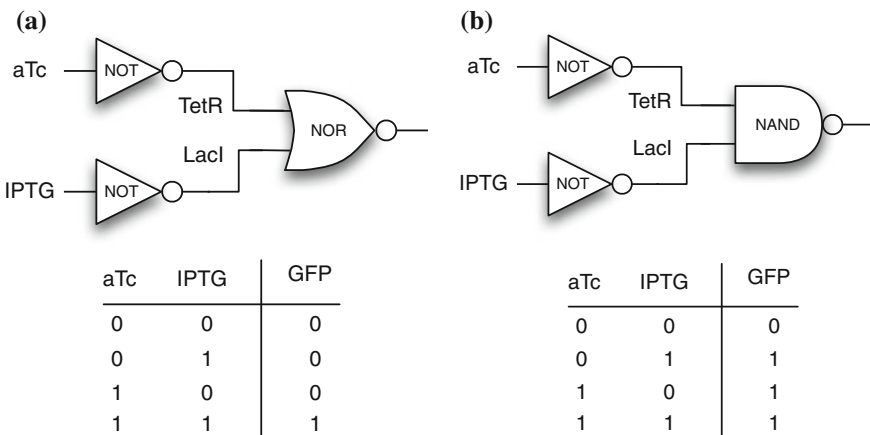 (a)
aTc
NOT
TetR
NOR
LacI
IPTG
NOT
aTc IPTG GFP
0 0 0
0 1 0
1 0 0
1 1 1
(b)
aTc
NOT
TetR
NAND
LacI
IPTG
NOT
aTc IPTG GFP
0 0 0
0 1 1
1 0 1
1 1 1